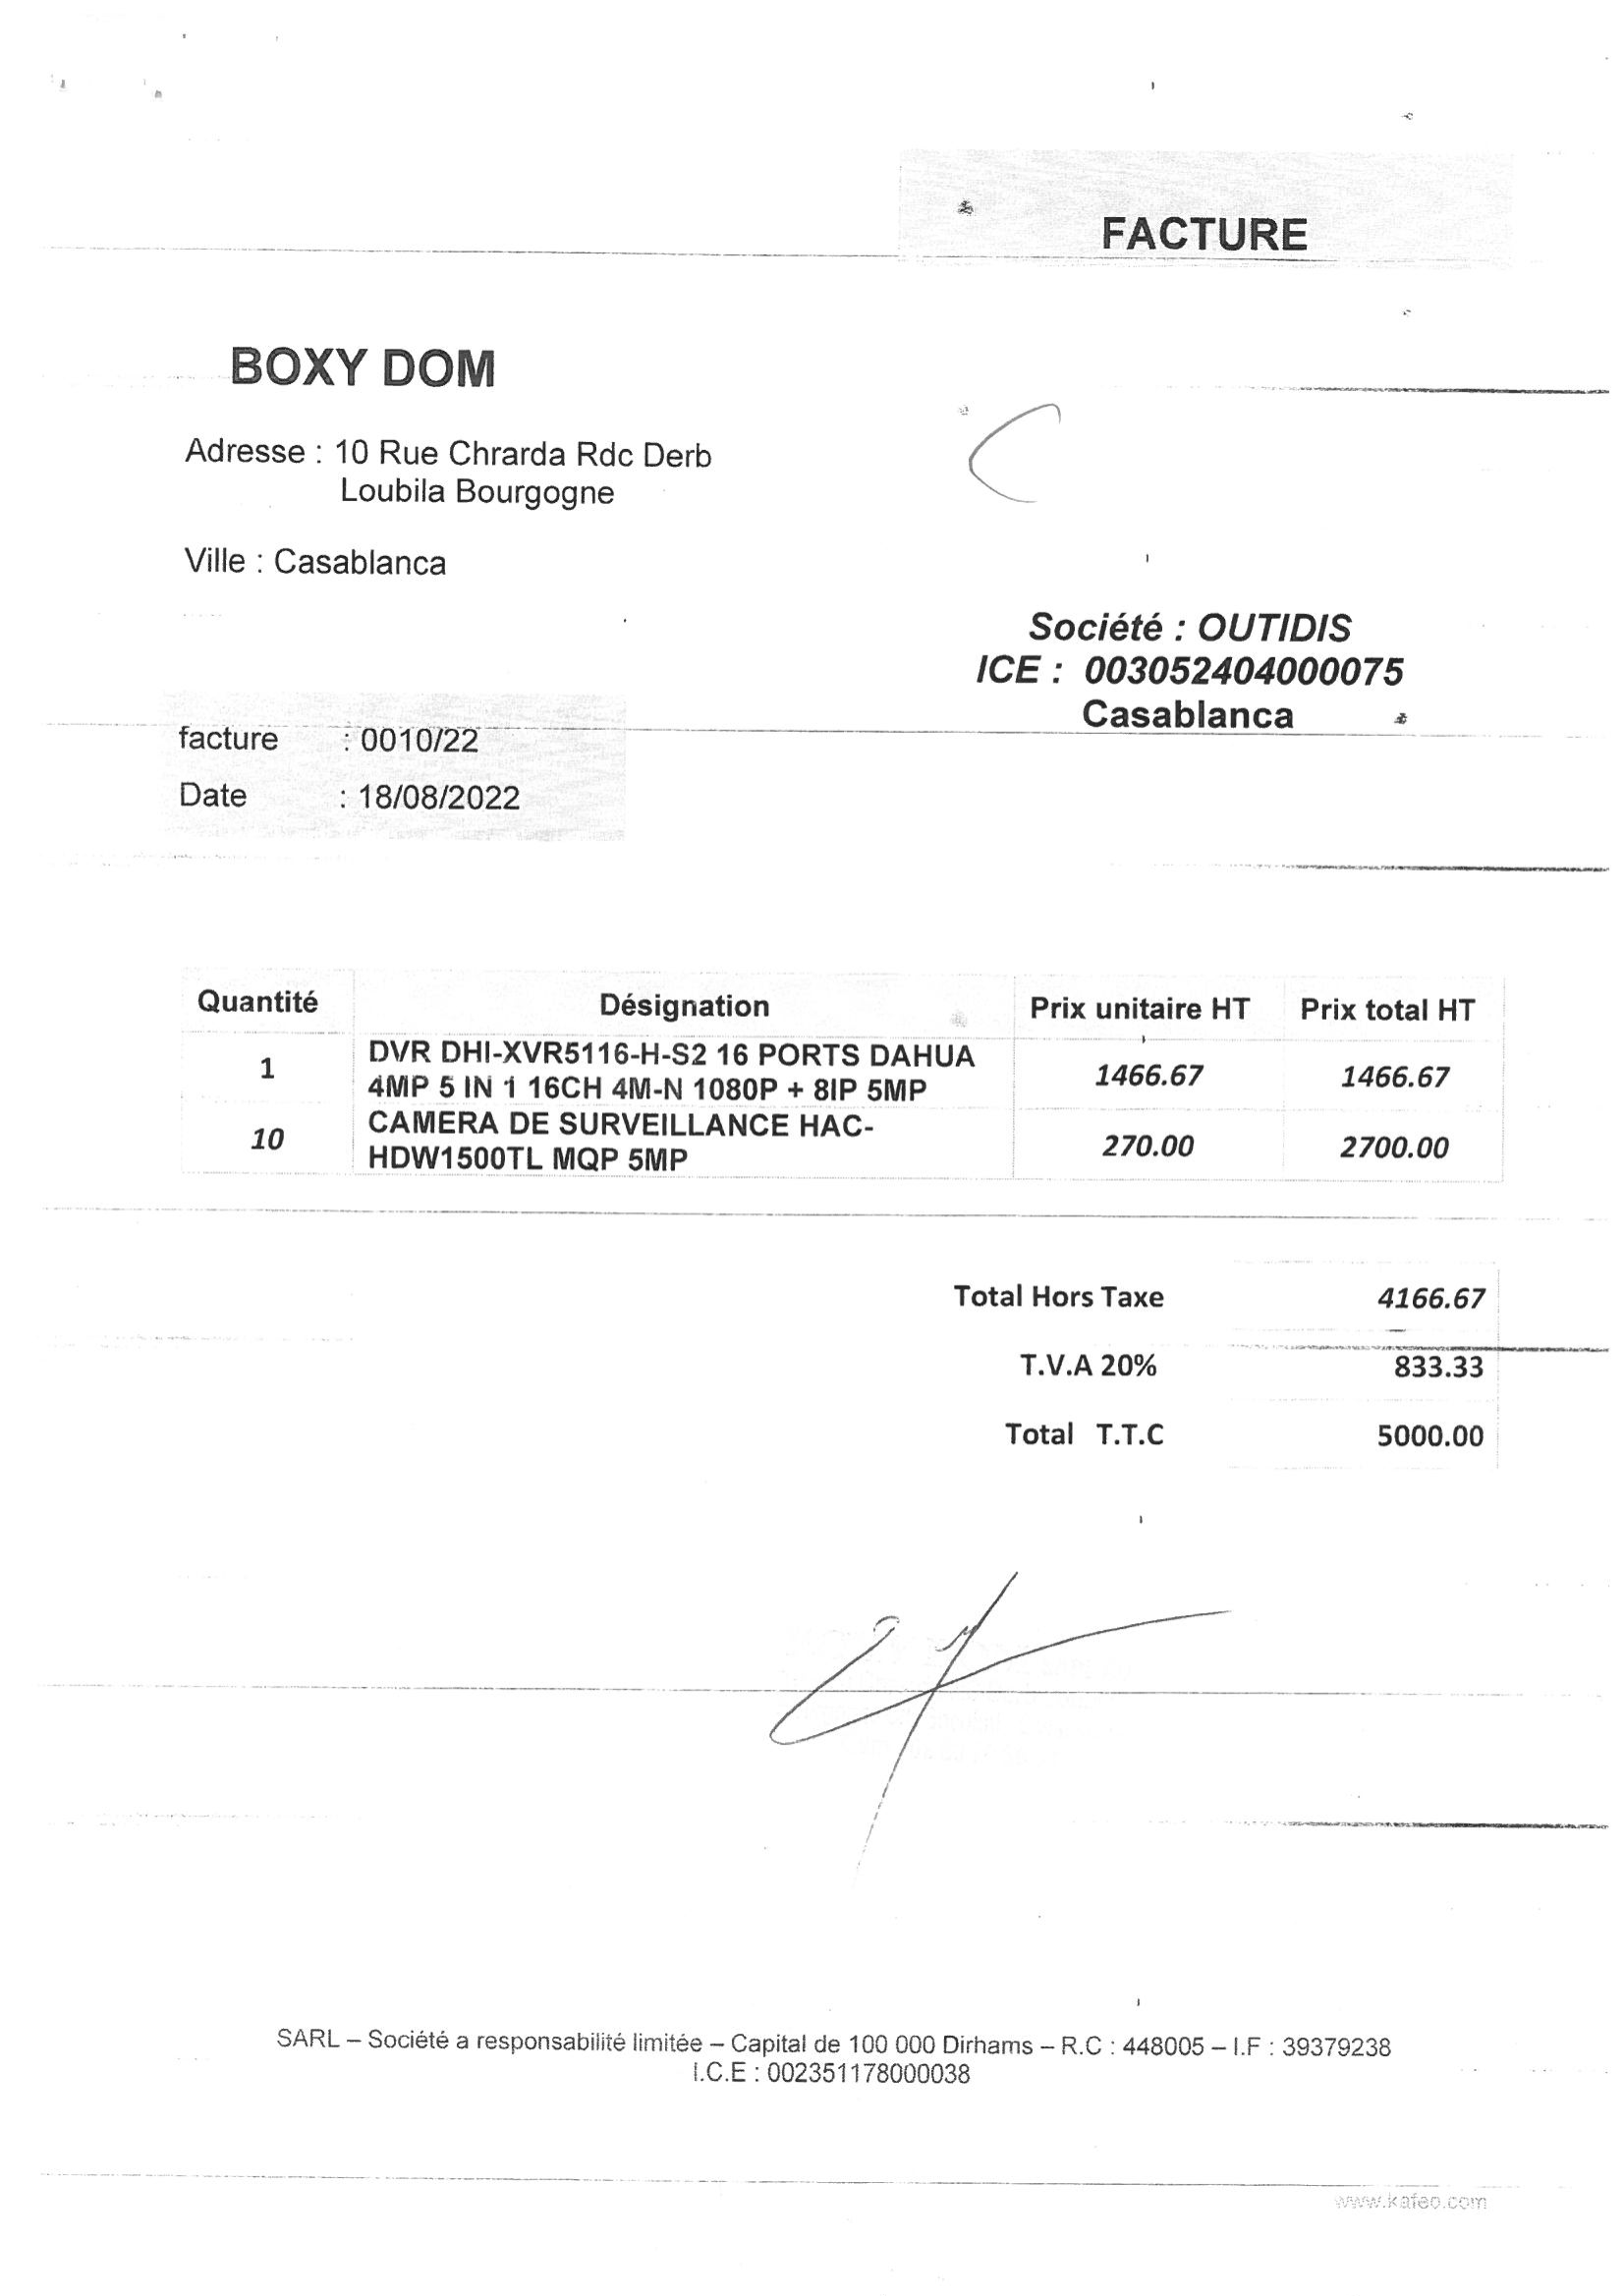 FACTURE
BOXY DOM
Adresse : 10 Rue Chrarda Rdc Derb
Loubila Bourgogne
Ville : Casablanca
Société : OUTIDIS
ICE : 003052404000075
Casablanca
facture : 0010/22
Date : 18/08/2022
Quantité Désignation Prix unitaire HT Prix total HT
1 DVR DHI-XVR5116-H-S2 16 PORTS DAHUA 1466.67 1466.67
4MP 5 IN 1 16CH 4M-N 1080P + 8IP 5MP
10 CAMERA DE SURVEILLANCE HAC- 270.00 2700.00
HDW1500TL MQP 5MP
Total Hors Taxe 4166.67
T.V.A 20% 833.33
Total T.T.C 5000.00
SARL – Société a responsabilité limitée – Capital de 100 000 Dirhams – R.C : 448005 – I.F : 39379238
I.C.E : 002351178000038
www.kafeo.com